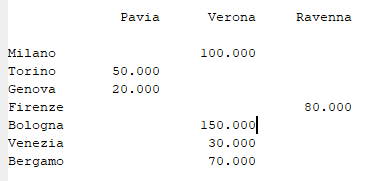 Pavia Verona Ravenna
Milano 100.000
Torino 50.000
Genova 20.000
Firenze 80.000
Bologna 150.000
Venezia 30.000
Bergamo 70.000